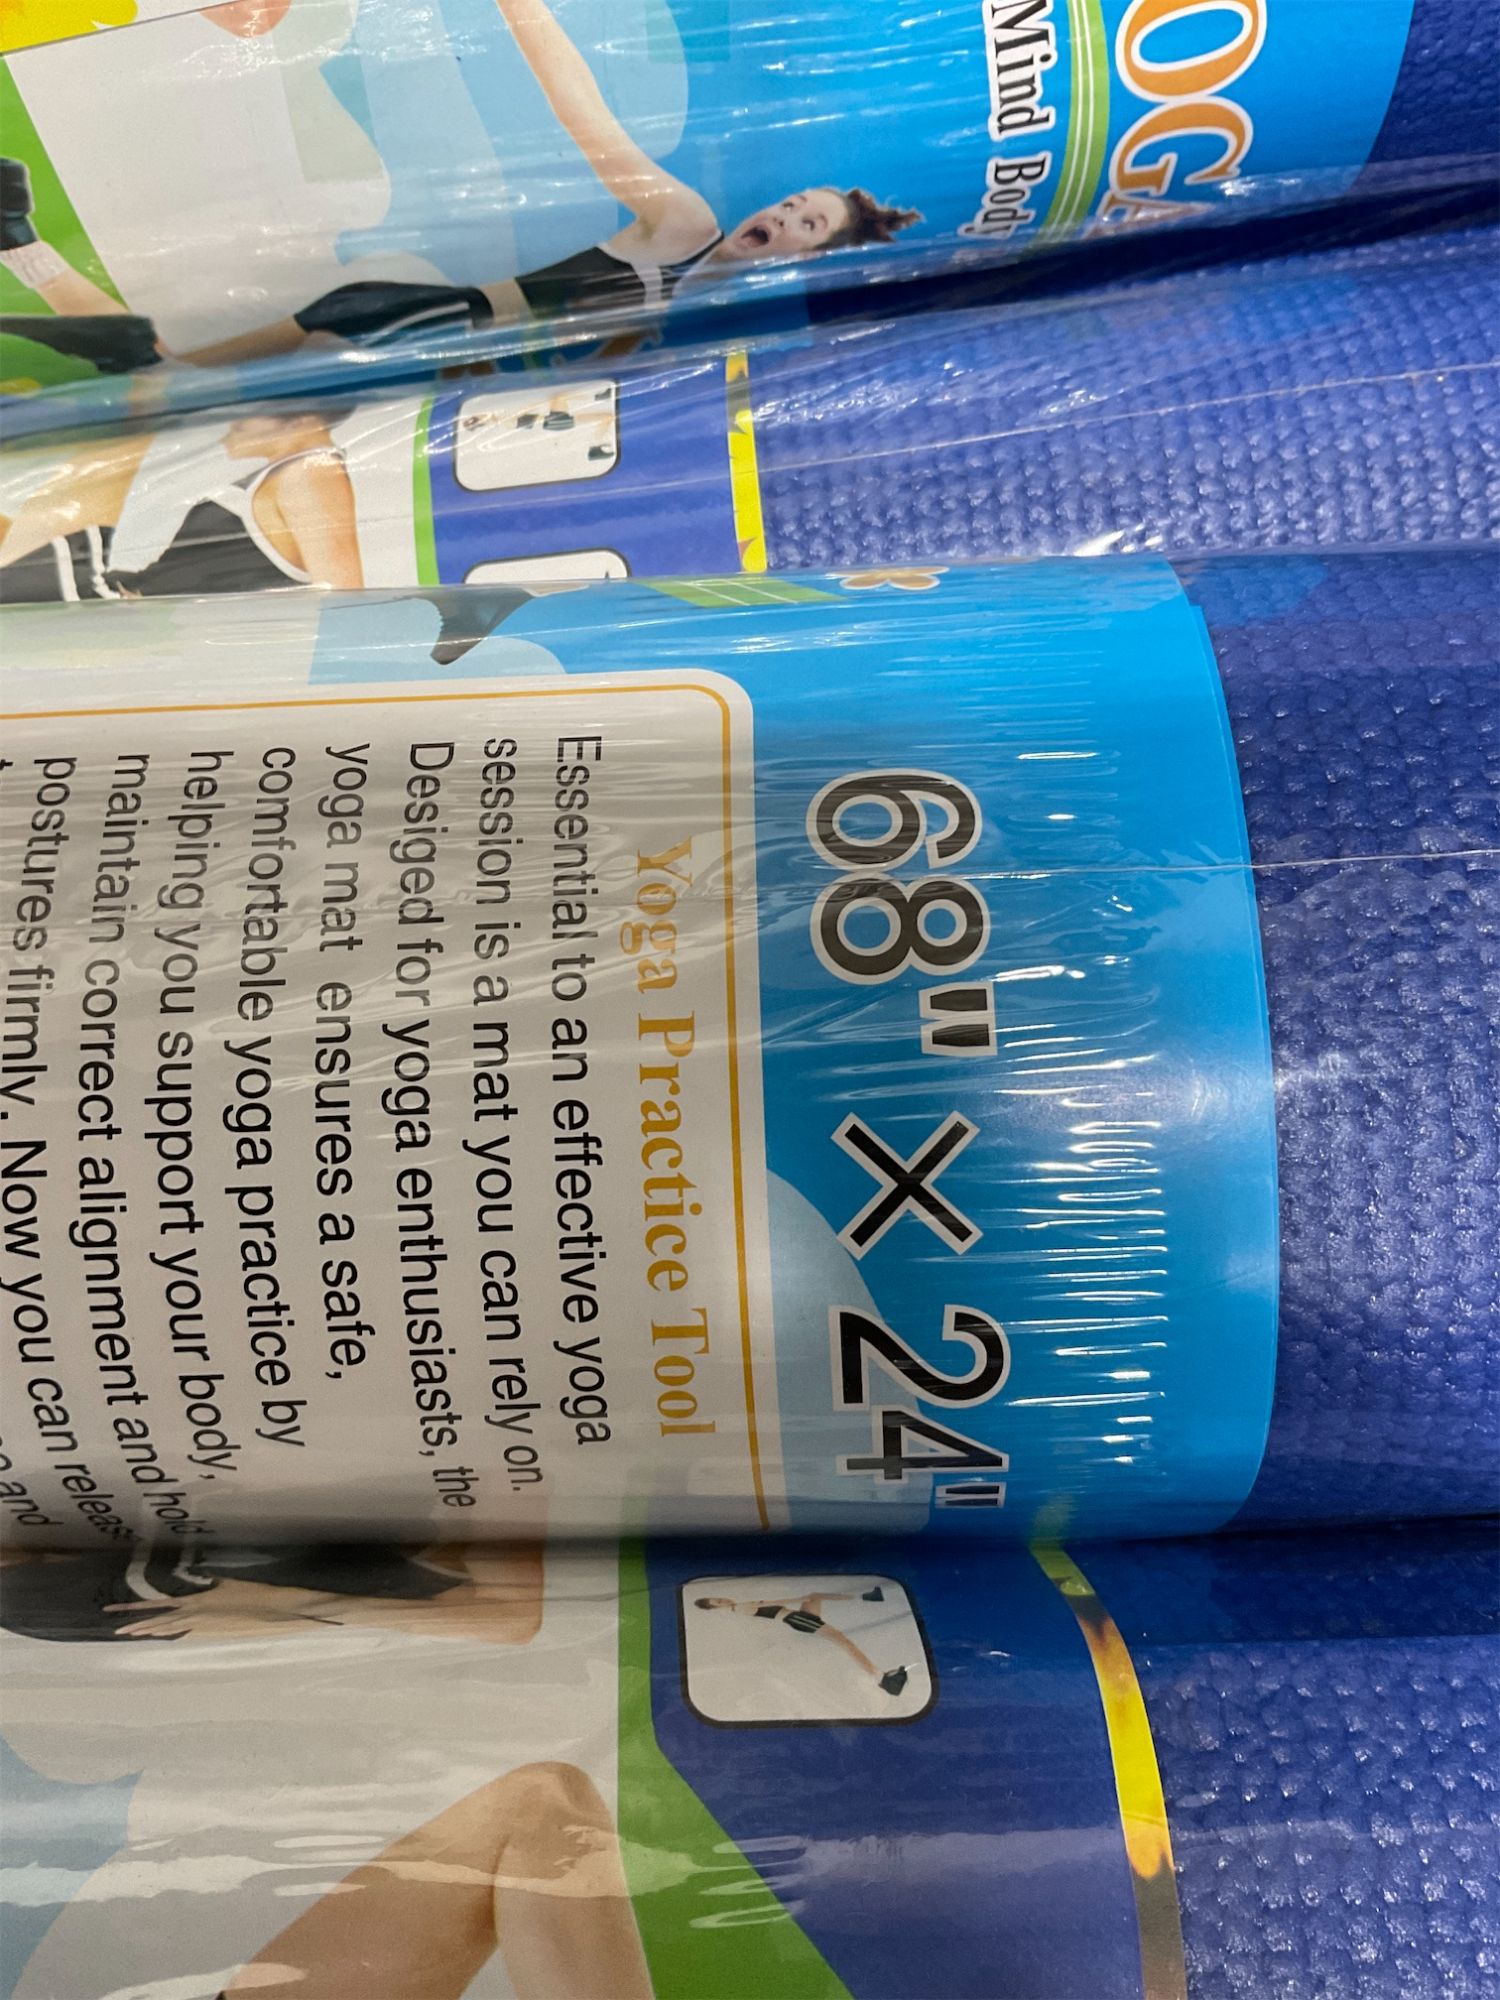 OGA
Mind Body
68" × 24"
Yoga Practice Tool
Essential to an effective yoga
session is a mat you can rely on.
Desiged for yoga enthusiasts, the
yoga mat ensures a safe,
comfortable yoga practice by
helping you support your body,
maintain correct alignment and hold
postures firmly. Now you can release
and